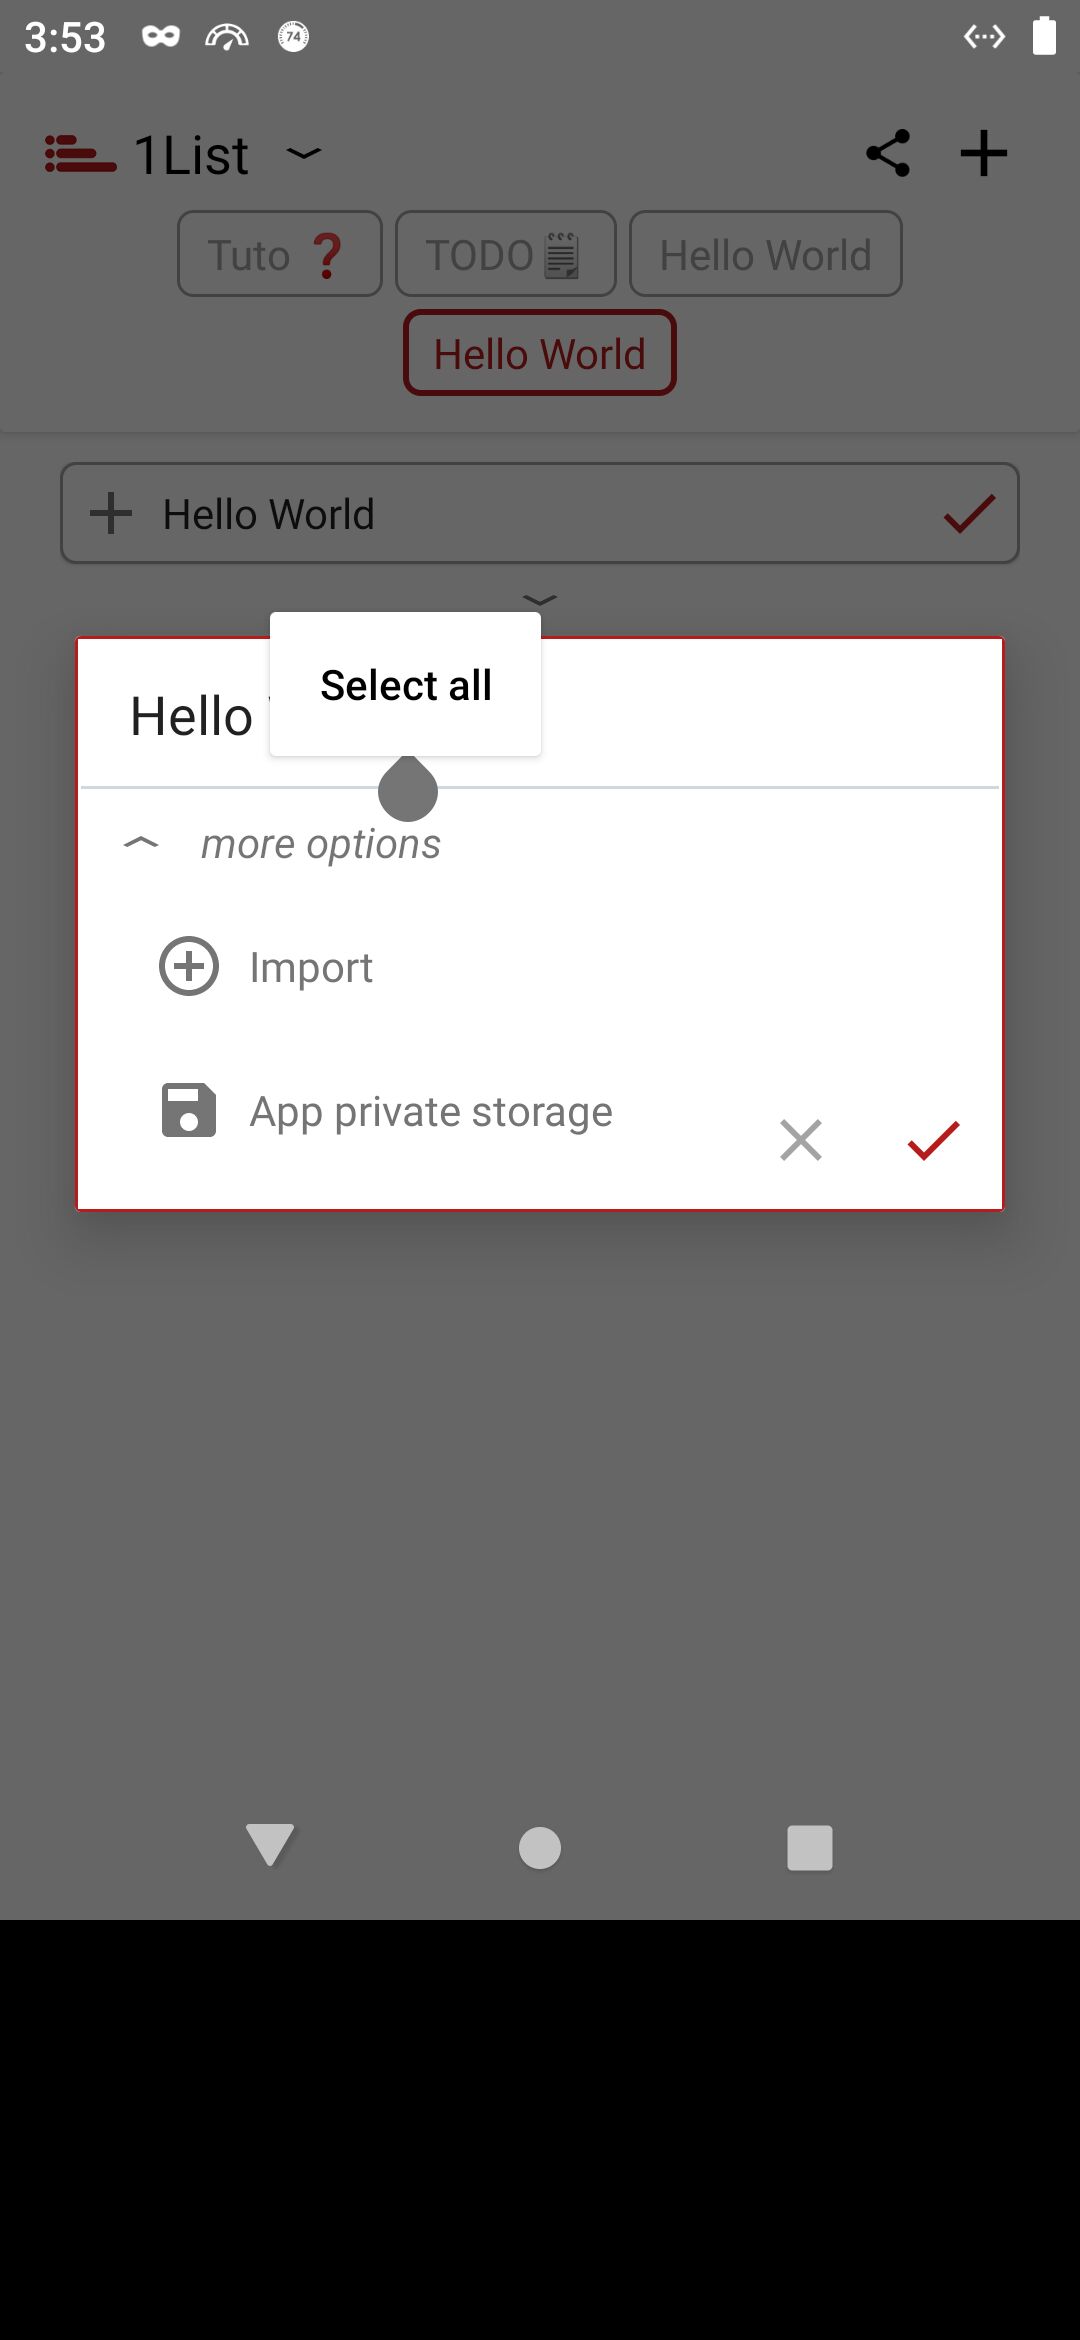 3:53 74
1List
Tuto ❓ TODO🗒 Hello World
Hello World
Hello World
Select all
Hello
more options
Import
App private storage